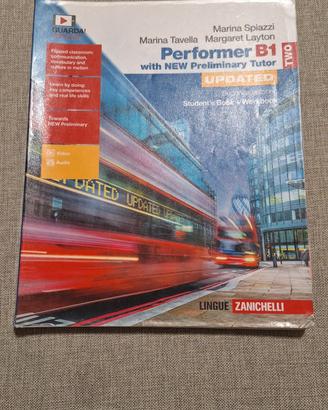 GUARDA!
Marina Spiazzi
Marina Tavella Margaret Layton
Performer B1
with NEW Preliminary Tutor
TWO
UPDATED
Student's Book + Workbook
Flipped classroom:
communication,
vocabulary and
culture in motion
Learn by doing:
key competences
and real life skills
Towards
NEW Preliminary
Video
Audio
UPDATED UPDATED
LINGUE ZANICHELLI